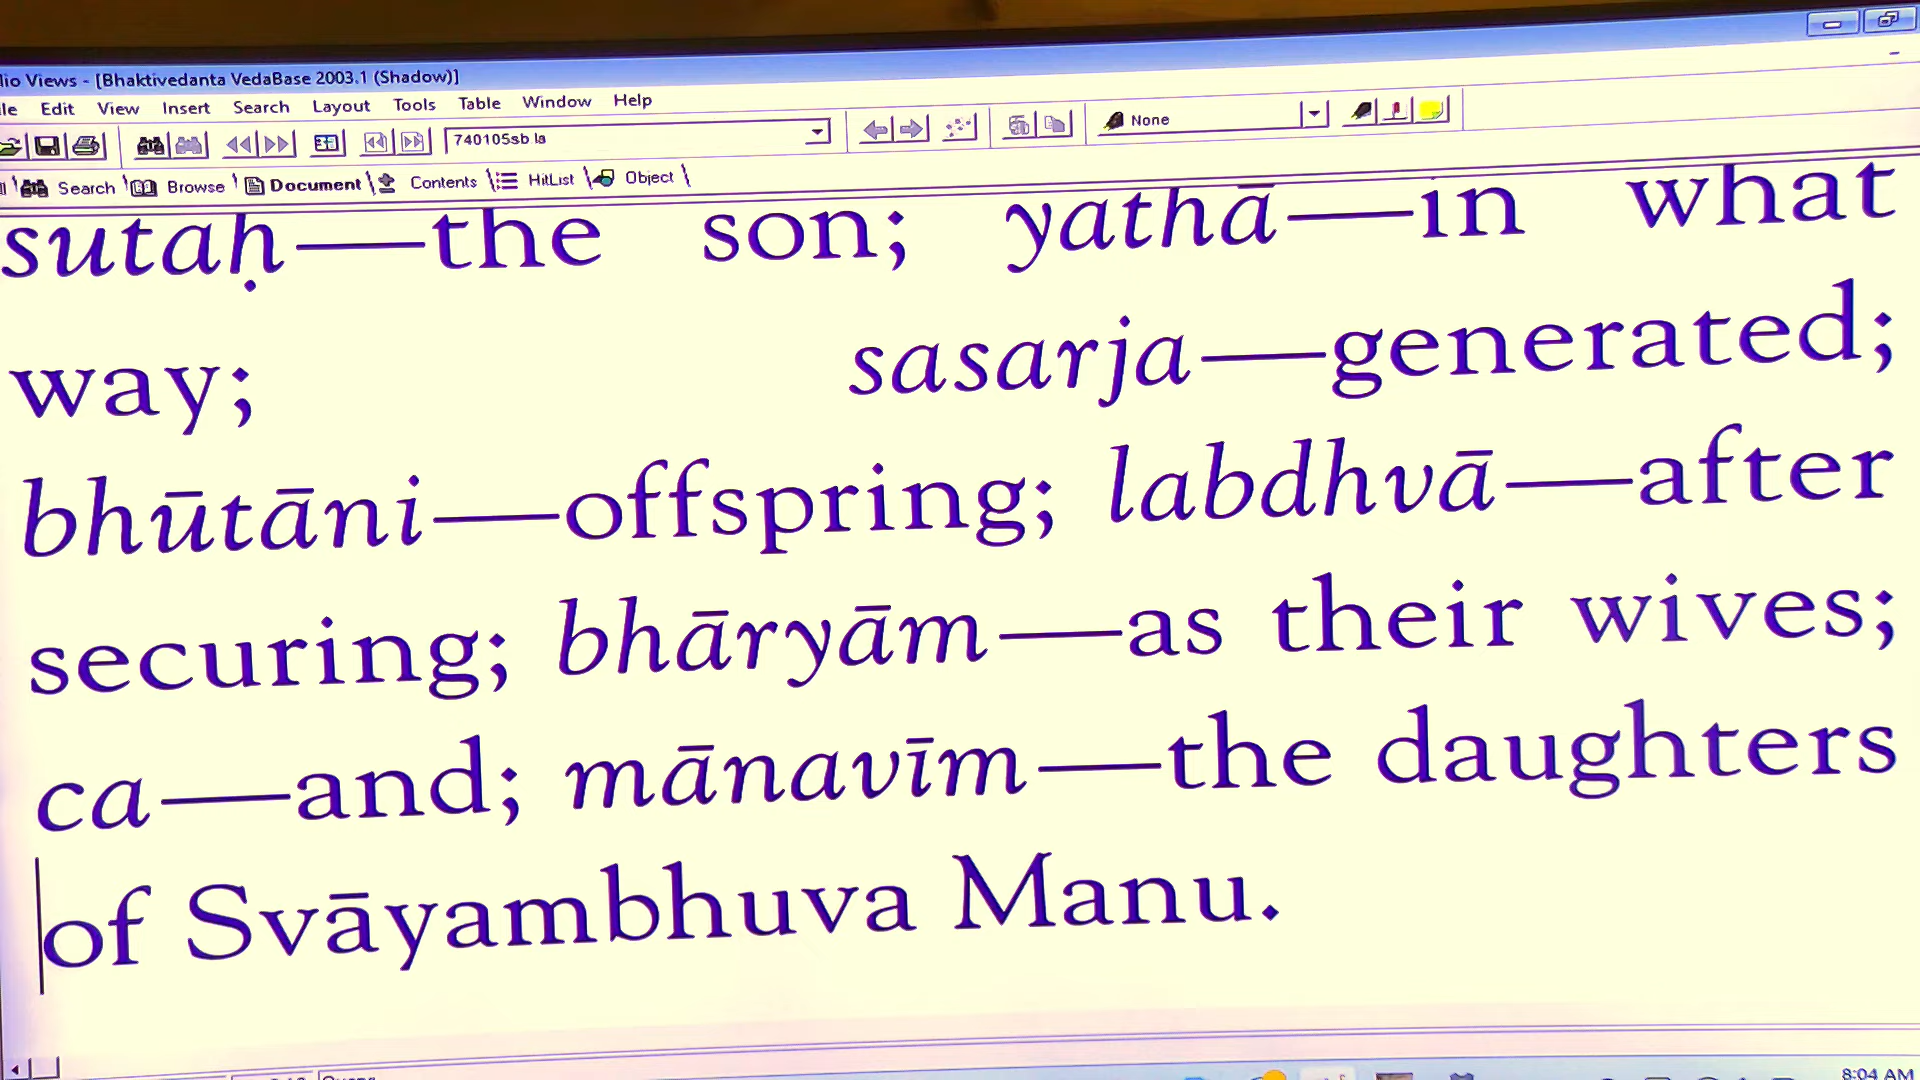 lio Views - [Bhaktivedanta VedaBase 2003.1 (Shadow)]
le Edit View Insert Search Layout Tools Table Window Help
740105sb la
None
Search Browse Document Contents HitList Object
sutaḥ—the son; yathā—in what
way; sasarja—generated;
bhūtāni—offspring; labdhvā—after
securing; bhāryām—as their wives;
ca—and; mānavīm—the daughters
of Svāyambhuva Manu.
8:04 AM